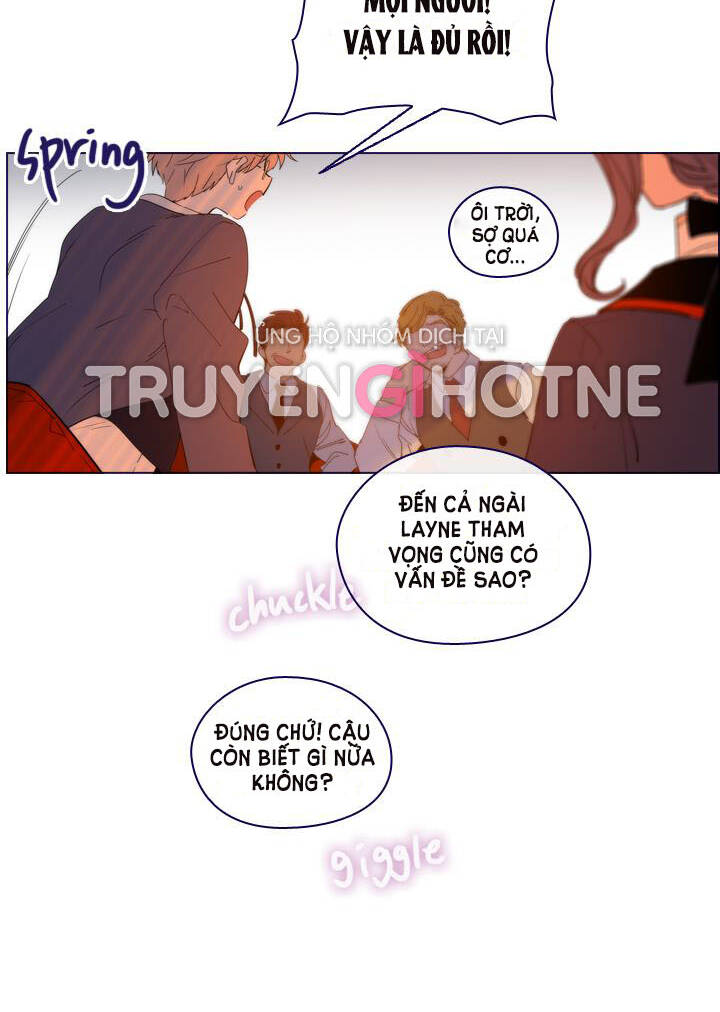 MỌI NGƯỜI!
VẬY LÀ ĐỦ RỒI!
spring
ÔI TRỜI,
SỢ QUÁ
CƠ...
ỦNG HỘ NHÓM DỊCH TẠI
TRUYENGIHOTNE
ĐẾN CẢ NGÀI
LAYNE THAM
VỌNG CŨNG CÓ
VẤN ĐỀ SAO?
chuckle
ĐÚNG CHỨ! CẬU
CÒN BIẾT GÌ NỮA
KHÔNG?
giggle